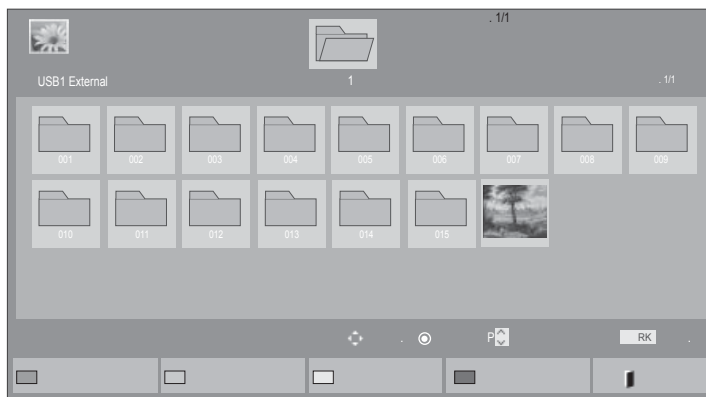 . 1/1
USB1 External 1 . 1/1
001 002 003 004 005 006 007 008 009
010 011 012 013 014 015
. P RK .